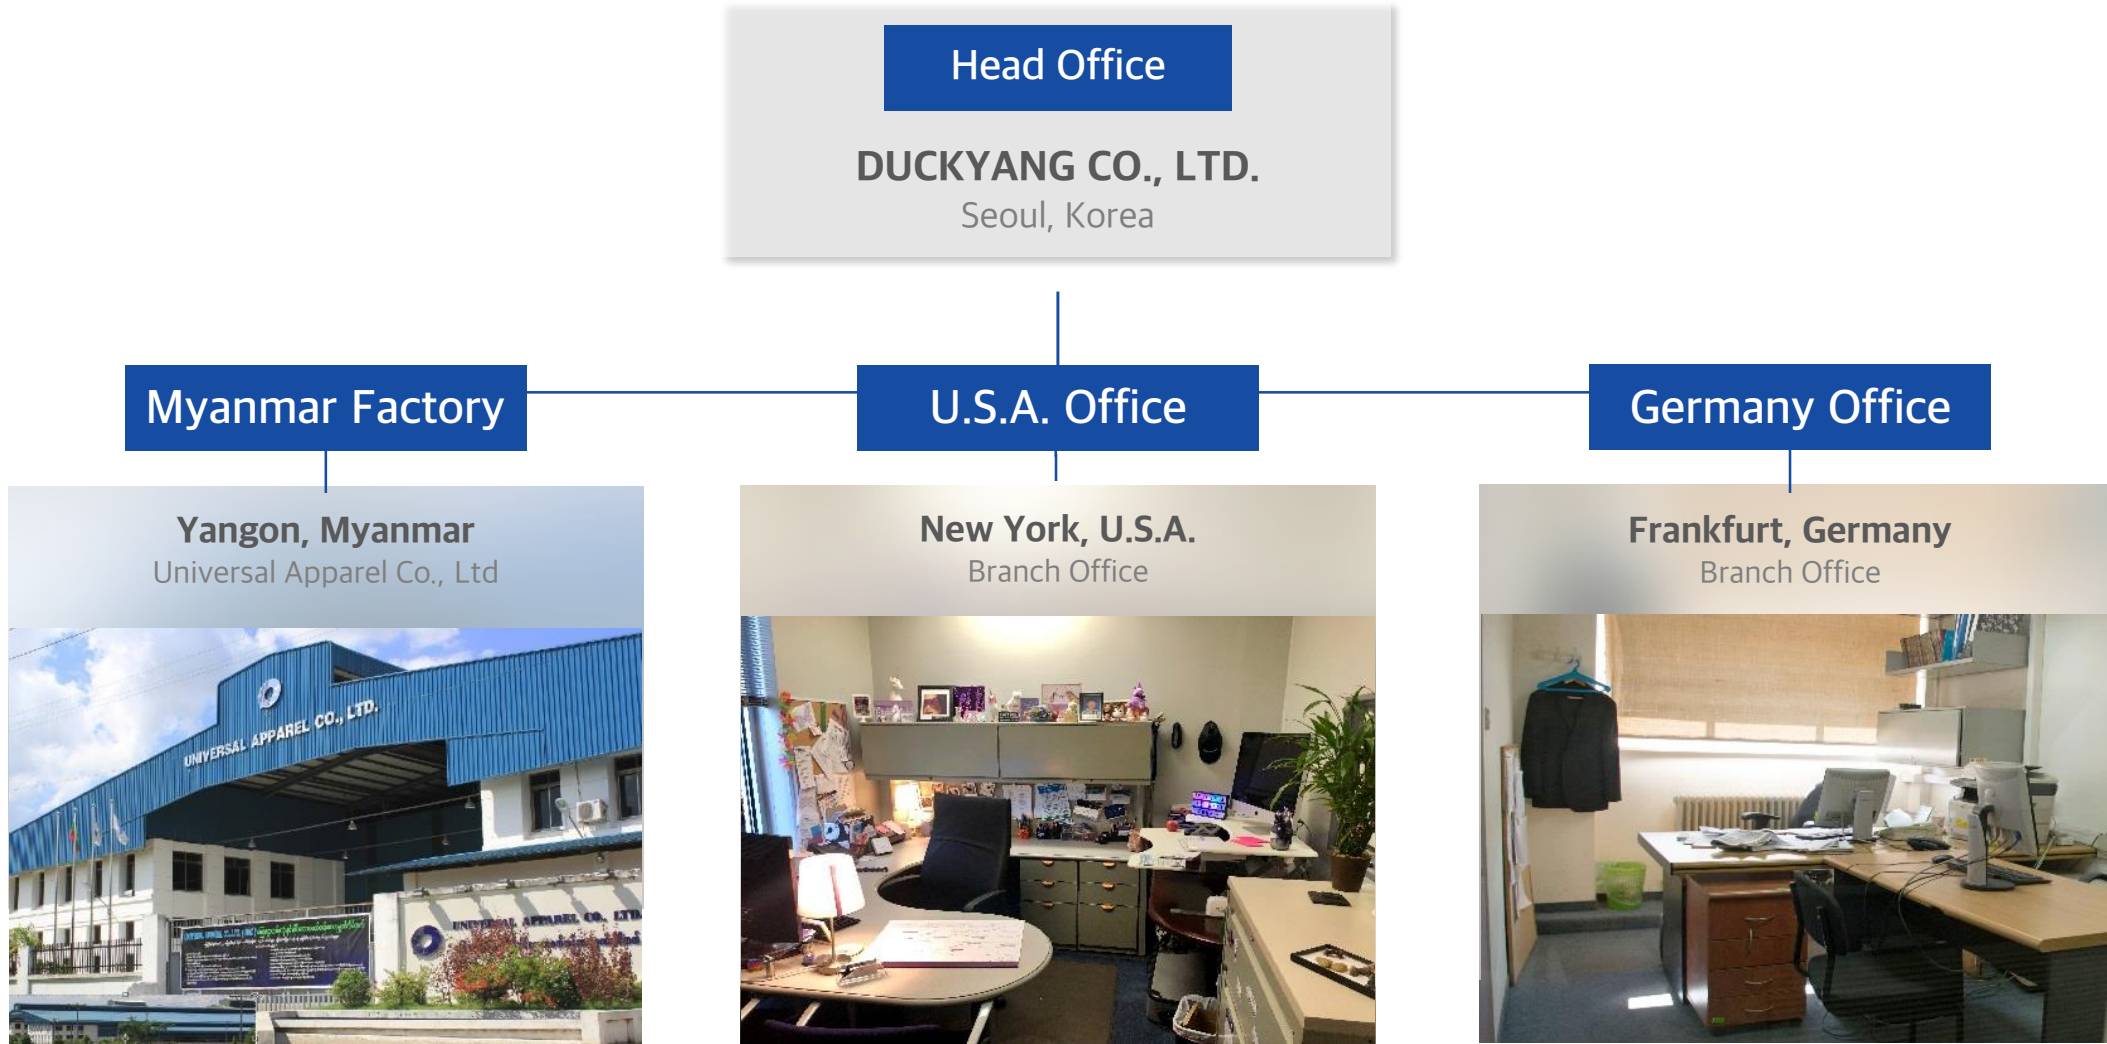 Head Office
DUCKYANG CO., LTD.
Seoul, Korea
Myanmar Factory
U.S.A. Office
Germany Office
Yangon, Myanmar
Universal Apparel Co., Ltd
New York, U.S.A.
Branch Office
Frankfurt, Germany
Branch Office
UNIVERSAL APPAREL CO., LTD.
UNIVERSAL APPAREL CO., LTD.